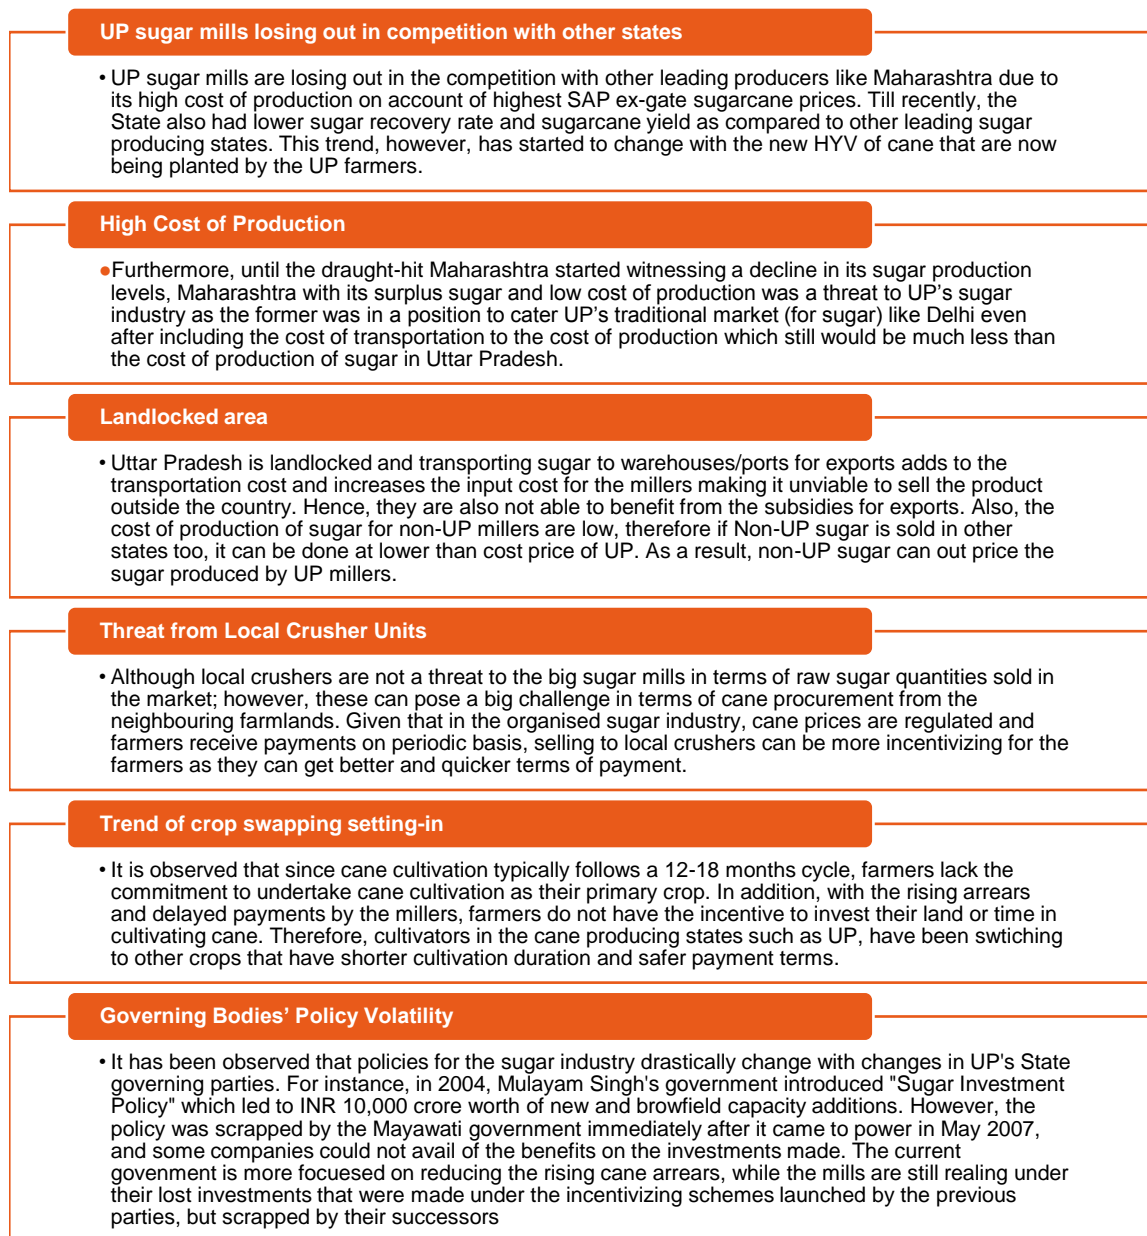 UP sugar mills losing out in competition with other states
• UP sugar mills are losing out in the competition with other leading producers like Maharashtra due to
its high cost of production on account of highest SAP ex-gate sugarcane prices. Till recently, the
State also had lower sugar recovery rate and sugarcane yield as compared to other leading sugar
producing states. This trend, however, has started to change with the new HYV of cane that are now
being planted by the UP farmers.
High Cost of Production
•Furthermore, until the draught-hit Maharashtra started witnessing a decline in its sugar production
levels, Maharashtra with its surplus sugar and low cost of production was a threat to UP’s sugar
industry as the former was in a position to cater UP’s traditional market (for sugar) like Delhi even
after including the cost of transportation to the cost of production which still would be much less than
the cost of production of sugar in Uttar Pradesh.
Landlocked area
• Uttar Pradesh is landlocked and transporting sugar to warehouses/ports for exports adds to the
transportation cost and increases the input cost for the millers making it unviable to sell the product
outside the country. Hence, they are also not able to benefit from the subsidies for exports. Also, the
cost of production of sugar for non-UP millers are low, therefore if Non-UP sugar is sold in other
states too, it can be done at lower than cost price of UP. As a result, non-UP sugar can out price the
sugar produced by UP millers.
Threat from Local Crusher Units
• Although local crushers are not a threat to the big sugar mills in terms of raw sugar quantities sold in
the market; however, these can pose a big challenge in terms of cane procurement from the
neighbouring farmlands. Given that in the organised sugar industry, cane prices are regulated and
farmers receive payments on periodic basis, selling to local crushers can be more incentivizing for the
farmers as they can get better and quicker terms of payment.
Trend of crop swapping setting-in
• It is observed that since cane cultivation typically follows a 12-18 months cycle, farmers lack the
commitment to undertake cane cultivation as their primary crop. In addition, with the rising arrears
and delayed payments by the millers, farmers do not have the incentive to invest their land or time in
cultivating cane. Therefore, cultivators in the cane producing states such as UP, have been swtiching
to other crops that have shorter cultivation duration and safer payment terms.
Governing Bodies’ Policy Volatility
• It has been observed that policies for the sugar industry drastically change with changes in UP's State
governing parties. For instance, in 2004, Mulayam Singh's government introduced "Sugar Investment
Policy" which led to INR 10,000 crore worth of new and browfield capacity additions. However, the
policy was scrapped by the Mayawati government immediately after it came to power in May 2007,
and some companies could not avail of the benefits on the investments made. The current
govenment is more focuesed on reducing the rising cane arrears, while the mills are still realing under
their lost investments that were made under the incentivizing schemes launched by the previous
parties, but scrapped by their successors